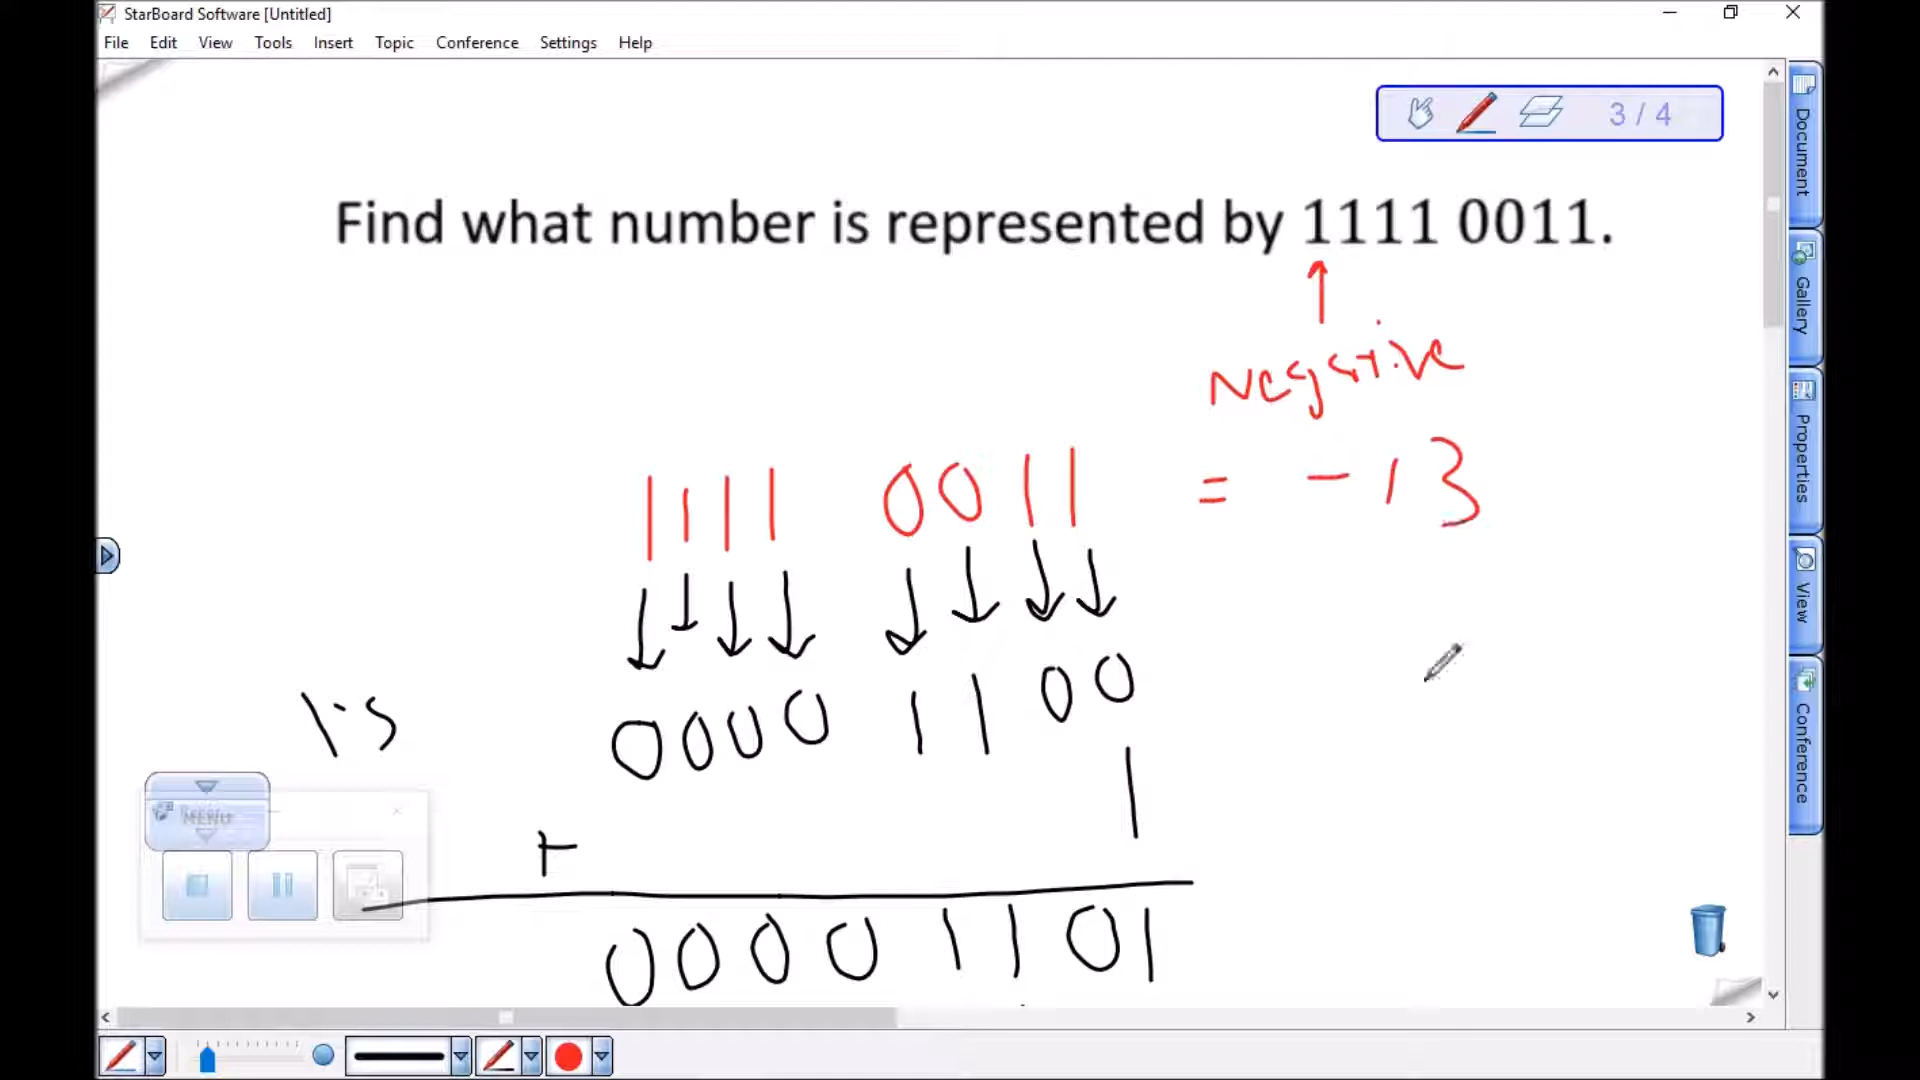 StarBoard Software [Untitled]
File Edit View Tools Insert Topic Conference Settings Help
3 / 4
Find what number is represented by 1111 0011.
Negative
1111 0011 = -13
1's
0000 1100
1
+
0000 1101
MENU
Document
Gallery
Properties
View
Conference